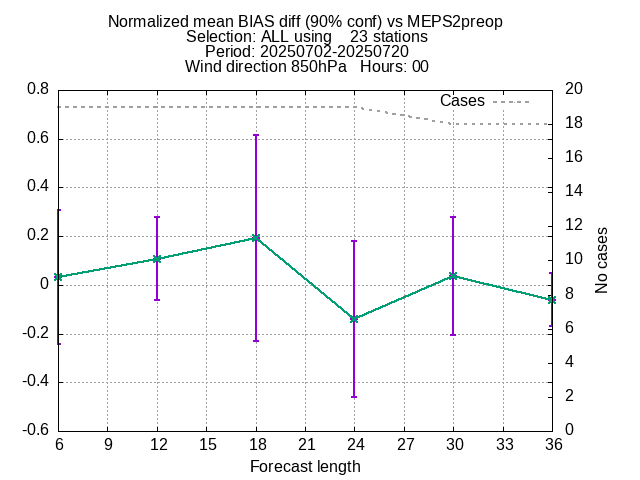 Normalized mean BIAS diff (90% conf) vs MEPS2preop
Selection: ALL using    23 stations
Period: 20250702-20250720
Wind direction 850hPa   Hours: 00
Cases
0.8
0.6
0.4
0.2
0
-0.2
-0.4
-0.6
20
18
16
14
12
10
8
6
4
2
0
No cases
6 9 12 15 18 21 24 27 30 33 36
Forecast length